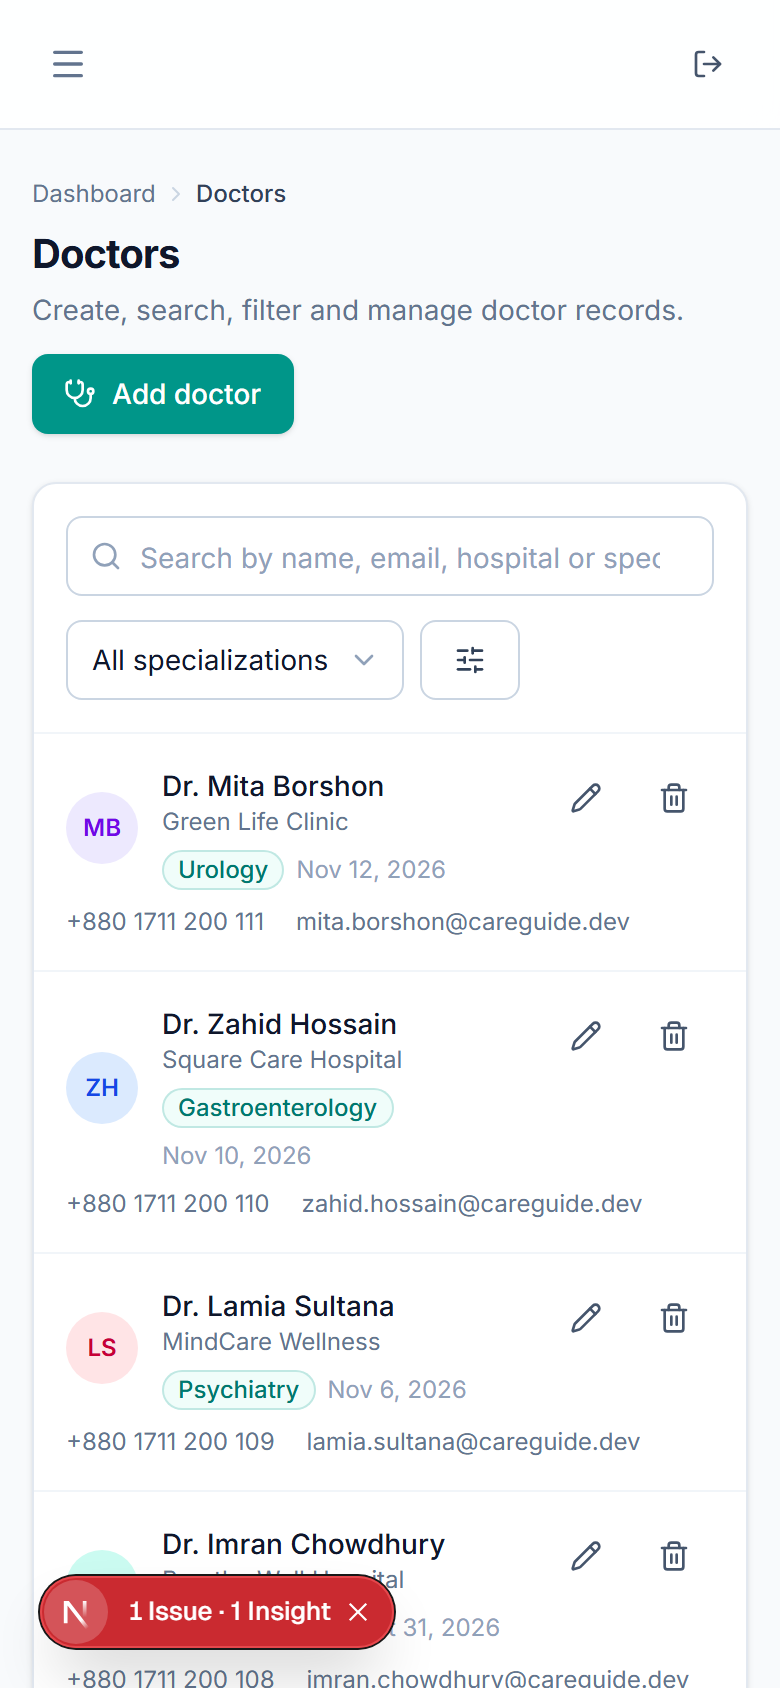 Dashboard > Doctors
Doctors
Create, search, filter and manage doctor records.
Add doctor
Search by name, email, hospital or spec
All specializations
MB
Dr. Mita Borshon
Green Life Clinic
Urology Nov 12, 2026
+880 1711 200 111 mita.borshon@careguide.dev
ZH
Dr. Zahid Hossain
Square Care Hospital
Gastroenterology
Nov 10, 2026
+880 1711 200 110 zahid.hossain@careguide.dev
LS
Dr. Lamia Sultana
MindCare Wellness
Psychiatry Nov 6, 2026
+880 1711 200 109 lamia.sultana@careguide.dev
Dr. Imran Chowdhury
31, 2026
N 1 Issue · 1 Insight
+880 1711 200 108 imran.chowdhury@careguide.dev